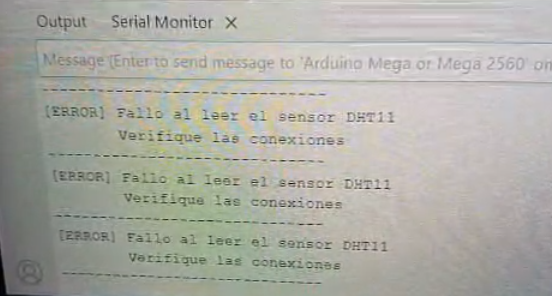 Output Serial Monitor X
Message (Enter to send message to 'Arduino Mega or Mega 2560' on
--------------------------------
[ERROR] Fallo al leer el sensor DHT11
Verifique las conexiones
--------------------------------
[ERROR] Fallo al leer el sensor DHT11
Verifique las conexiones
--------------------------------
[ERROR] Fallo al leer el sensor DHT11
Verifique las conexiones
--------------------------------